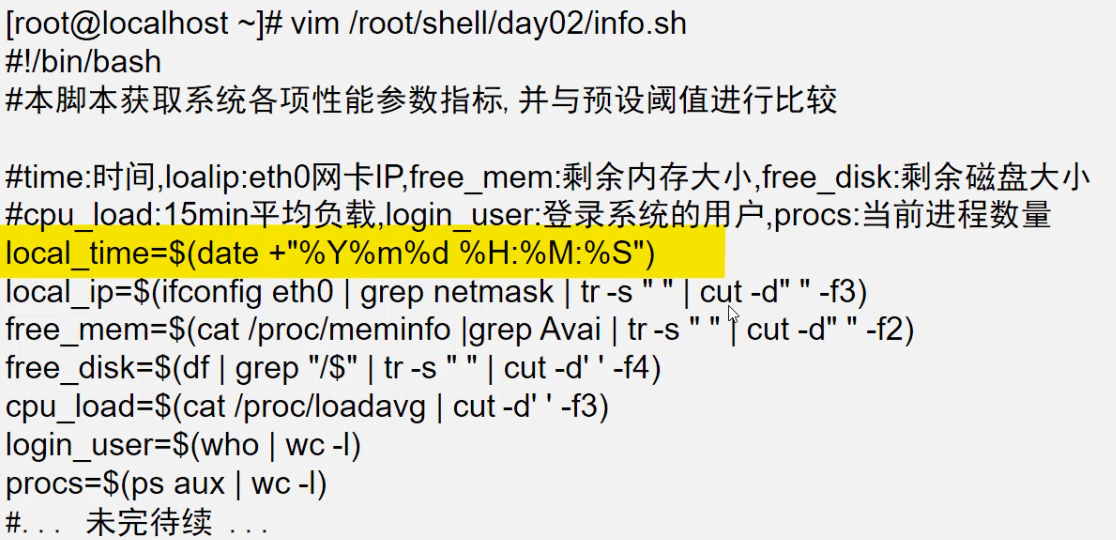 [root@localhost ~]# vim /root/shell/day02/info.sh
#!/bin/bash
#本脚本获取系统各项性能参数指标, 并与预设阈值进行比较
#time:时间,loalip:eth0网卡IP,free_mem:剩余内存大小,free_disk:剩余磁盘大小
#cpu_load:15min平均负载,login_user:登录系统的用户,procs:当前进程数量
local_time=$(date +"%Y%m%d %H:%M:%S")
local_ip=$(ifconfig eth0 | grep netmask | tr -s " " | cut -d" " -f3)
free_mem=$(cat /proc/meminfo |grep Avai | tr -s " " | cut -d" " -f2)
free_disk=$(df | grep "/$" | tr -s " " | cut -d' ' -f4)
cpu_load=$(cat /proc/loadavg | cut -d' ' -f3)
login_user=$(who | wc -l)
procs=$(ps aux | wc -l)
#. . .   未完待续  . . .